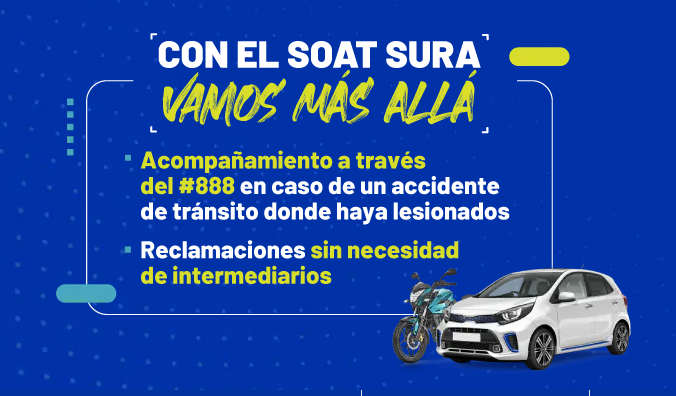 CON EL SOAT SURA
VAMOS MÁS ALLÁ
Acompañamiento a través
del #888 en caso de un accidente
de tránsito donde haya lesionados
Reclamaciones sin necesidad
de intermediarios